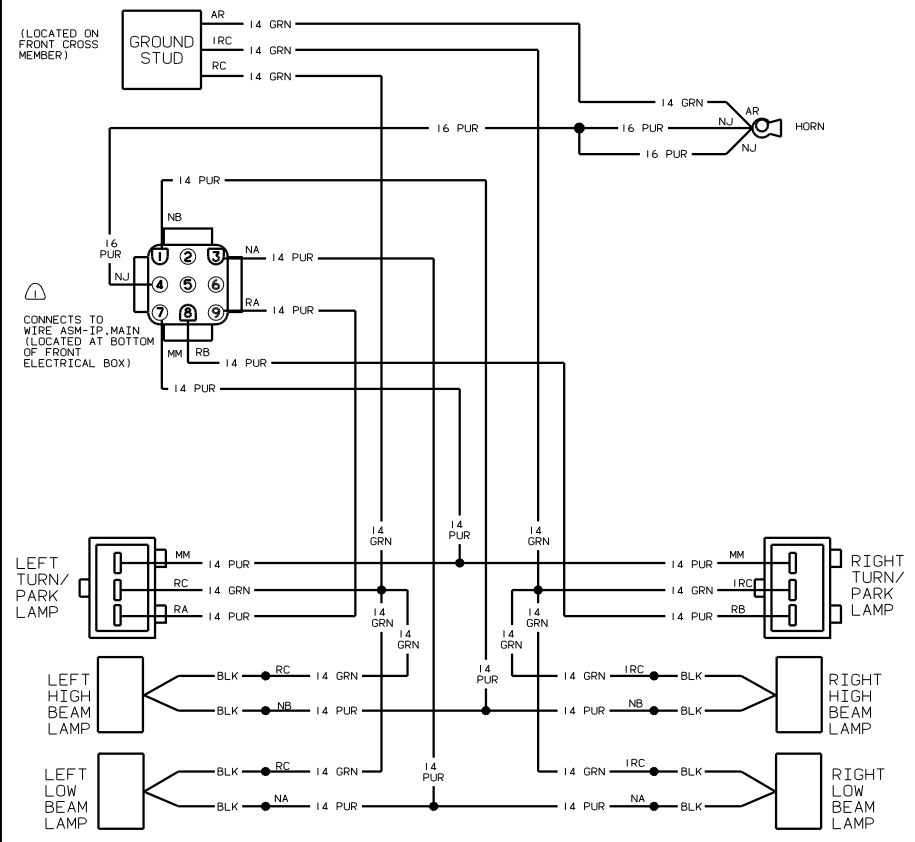 (LOCATED ON
FRONT CROSS
MEMBER)
GROUND
STUD
AR
14 GRN
IRC
14 GRN
RC
14 GRN
14 GRN
AR
16 PUR
16 PUR
NJ
HORN
16 PUR
NJ
14 PUR
NB
16
PUR
NJ
1
2
3
4
5
6
7
8
9
NA
14 PUR
RA
14 PUR
MM
RB
14 PUR
14 PUR
1
CONNECTS TO
WIRE ASM-IP,MAIN
(LOCATED AT BOTTOM
OF FRONT
ELECTRICAL BOX)
14
GRN
14
PUR
14
GRN
LEFT
TURN/
PARK
LAMP
MM
14 PUR
RC
14 GRN
RA
14 PUR
14 PUR
MM
14 GRN
IRC
14 PUR
RB
RIGHT
TURN/
PARK
LAMP
14
GRN
14
GRN
14
GRN
14
GRN
14
PUR
LEFT
HIGH
BEAM
LAMP
BLK
RC
14 GRN
BLK
NB
14 PUR
14 GRN
IRC
BLK
14 PUR
NB
BLK
RIGHT
HIGH
BEAM
LAMP
LEFT
LOW
BEAM
LAMP
BLK
RC
14 GRN
BLK
NA
14 PUR
14
PUR
14 GRN
IRC
BLK
14 PUR
NA
BLK
RIGHT
LOW
BEAM
LAMP